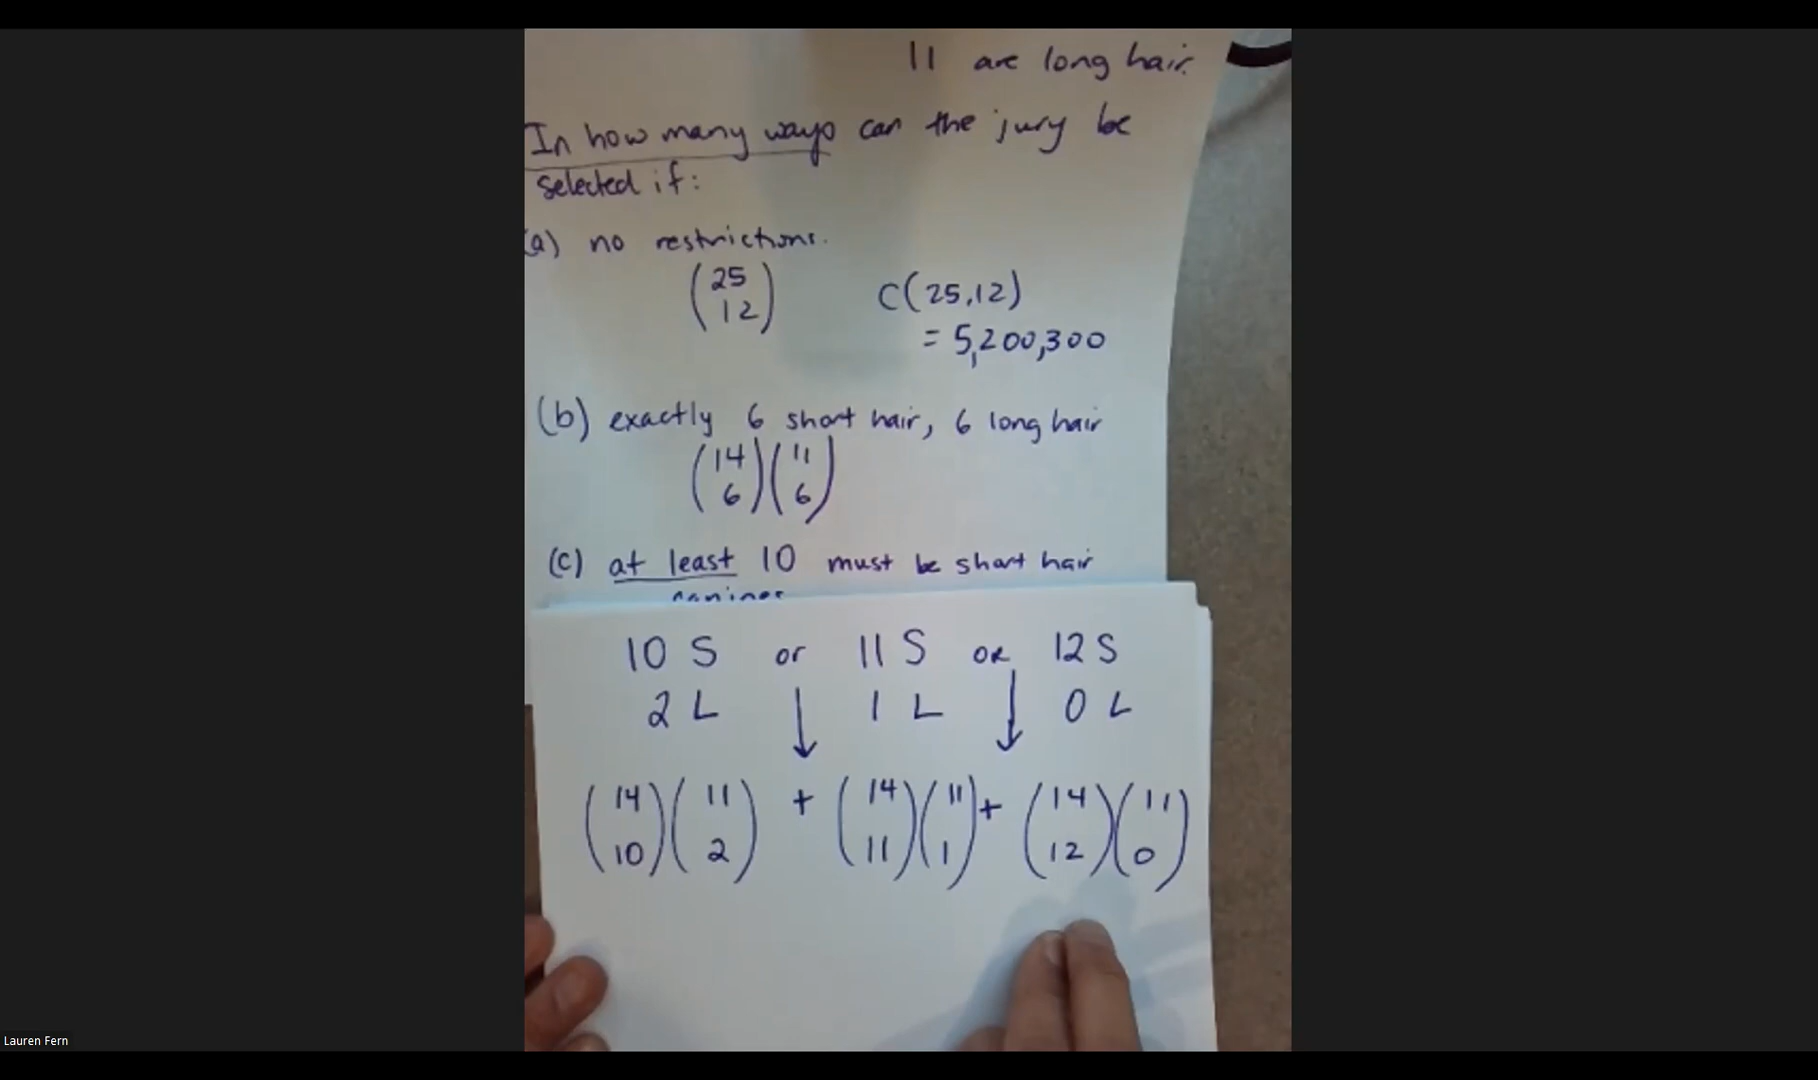 11 are long hair.
In how many ways can the jury be
selected if:
(a) no restrictions.
(25 12) C(25,12)
= 5,200,300
(b) exactly 6 short hair, 6 long hair
(14 6)(11 6)
(c) at least 10 must be short hair
canines
10 S or 11 S or 12 S
2 L 1 L 0 L
(14 10)(11 2) + (14 11)(11 1) + (14 12)(11 0)
Lauren Fern